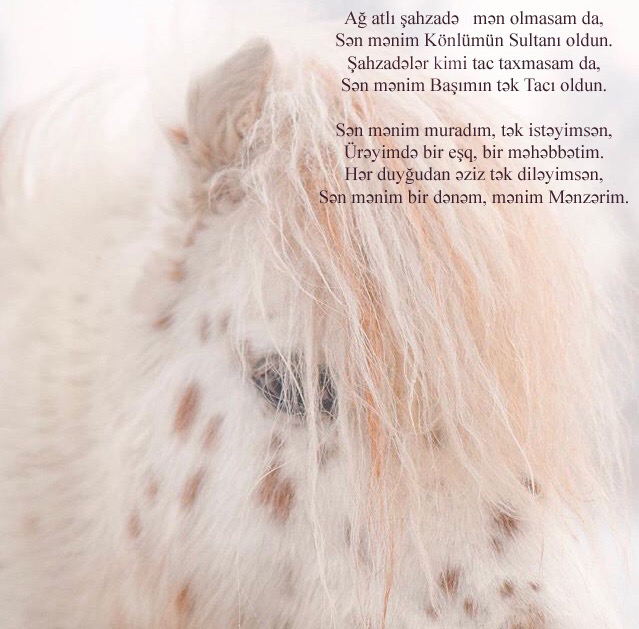 Ağ atlı şahzadə mən olmasam da,
Sən mənim Könlümün Sultanı oldun.
Şahzadələr kimi tac taxmasam da,
Sən mənim Başımın tək Tacı oldun.
Sən mənim muradım, tək istəyimsən,
Ürəyimdə bir eşq, bir məhəbbətim.
Hər duyğudan əziz tək diləyimsən,
Sən mənim bir dənəm, mənim Mənzərim.